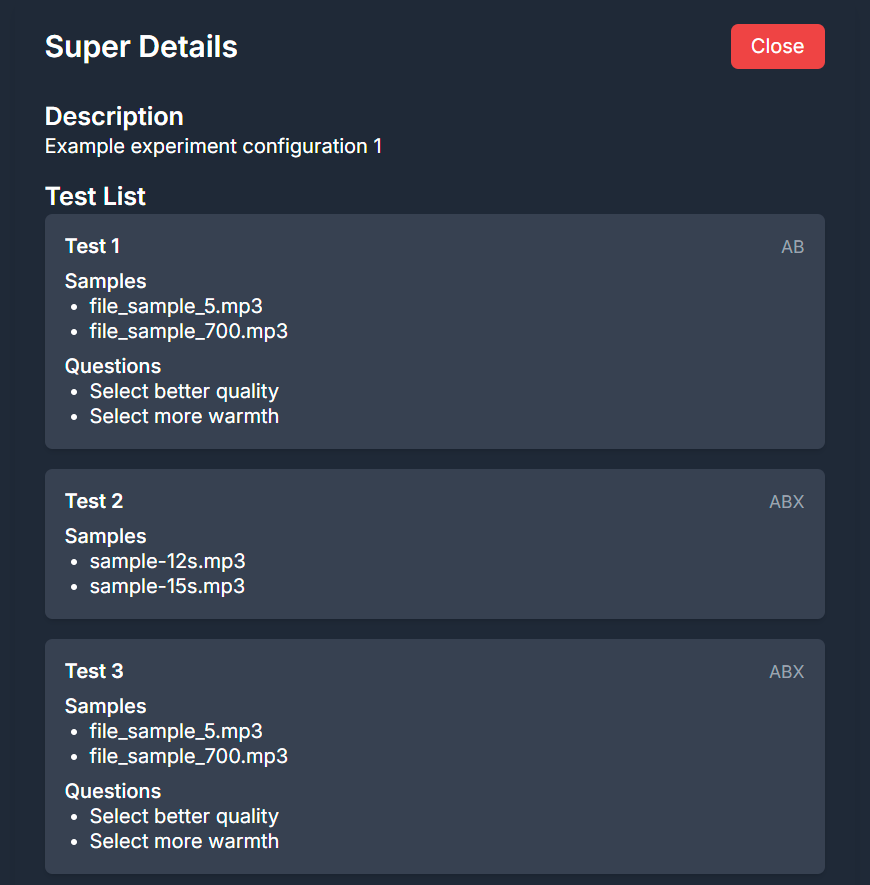 Super Details
Close
Description
Example experiment configuration 1
Test List
Test 1
AB
Samples
• file_sample_5.mp3
• file_sample_700.mp3
Questions
• Select better quality
• Select more warmth
Test 2
ABX
Samples
• sample-12s.mp3
• sample-15s.mp3
Test 3
ABX
Samples
• file_sample_5.mp3
• file_sample_700.mp3
Questions
• Select better quality
• Select more warmth